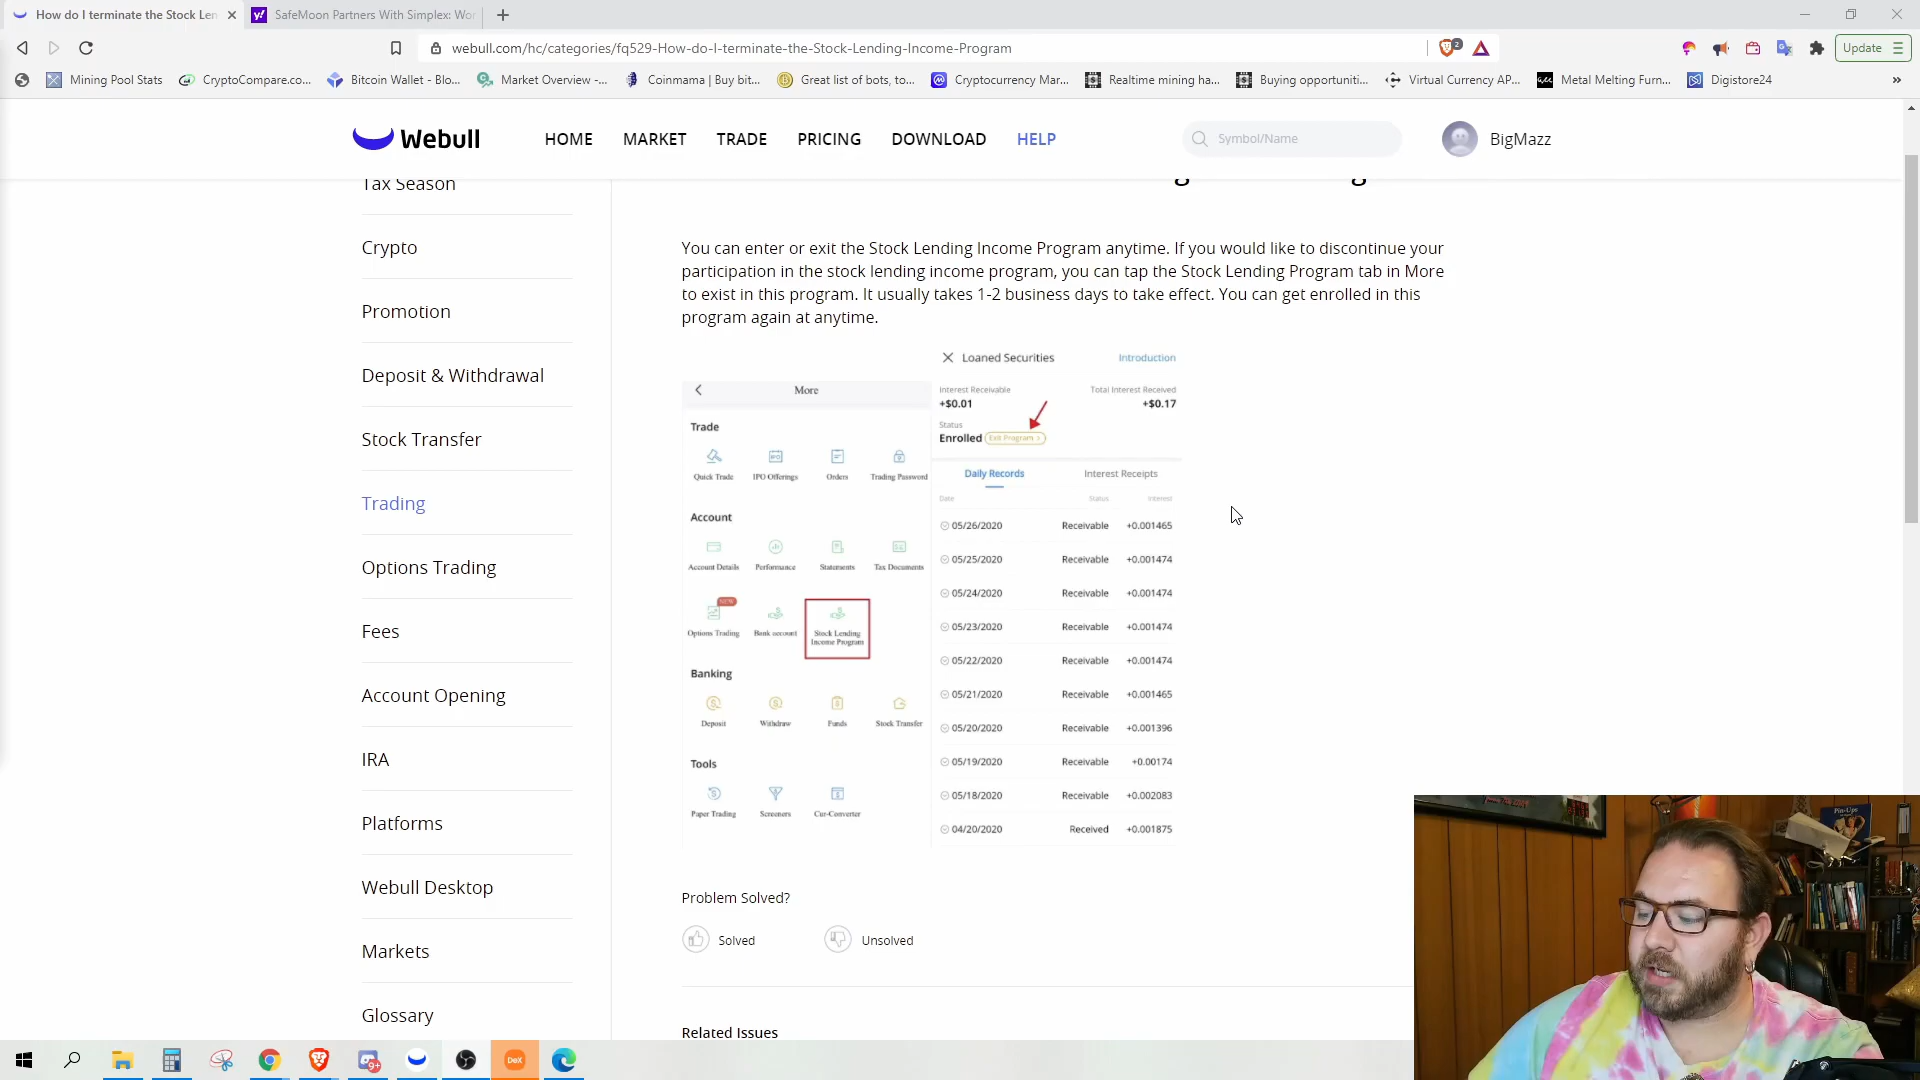 How do I terminate the Stock Len
SafeMoon Partners With Simplex: Wor
webull.com/hc/categories/fq529-How-do-I-terminate-the-Stock-Lending-Income-Program
2
Update
Mining Pool Stats
CryptoCompare.co...
Bitcoin Wallet - Blo...
Market Overview -...
Coinmama | Buy bit...
Great list of bots, to...
Cryptocurrency Mar...
Realtime mining ha...
Buying opportuniti...
Virtual Currency AP...
Metal Melting Furn...
Digistore24
»
Webull
HOME
MARKET
TRADE
PRICING
DOWNLOAD
HELP
Symbol/Name
BigMazz
Tax Season
Crypto
Promotion
Deposit & Withdrawal
Stock Transfer
Trading
Options Trading
Fees
Account Opening
IRA
Platforms
Webull Desktop
Markets
Glossary
You can enter or exit the Stock Lending Income Program anytime. If you would like to discontinue your
participation in the stock lending income program, you can tap the Stock Lending Program tab in More
to exist in this program. It usually takes 1-2 business days to take effect. You can get enrolled in this
program again at anytime.
More
Trade
Quick Trade
IPO Offerings
Orders
Trading Password
Account
Account Details
Performance
Statements
Tax Documents
NEW
Options Trading
Bank account
Stock Lending
Income Program
Banking
Deposit
Withdraw
Funds
Stock Transfer
Tools
Paper Trading
Screeners
Cur-Converter
Loaned Securities
Introduction
Interest Receivable
Total Interest Received
+$0.01
+$0.17
Status
Enrolled
Exit Program >
Daily Records
Interest Receipts
Date
Status
Interest
05/26/2020 Receivable +0.001465
05/25/2020 Receivable +0.001474
05/24/2020 Receivable +0.001474
05/23/2020 Receivable +0.001474
05/22/2020 Receivable +0.001474
05/21/2020 Receivable +0.001465
05/20/2020 Receivable +0.001396
05/19/2020 Receivable +0.00174
05/18/2020 Receivable +0.002083
04/20/2020 Received +0.001875
Problem Solved?
Solved
Unsolved
Related Issues
Pin-Ups
9+
DeX